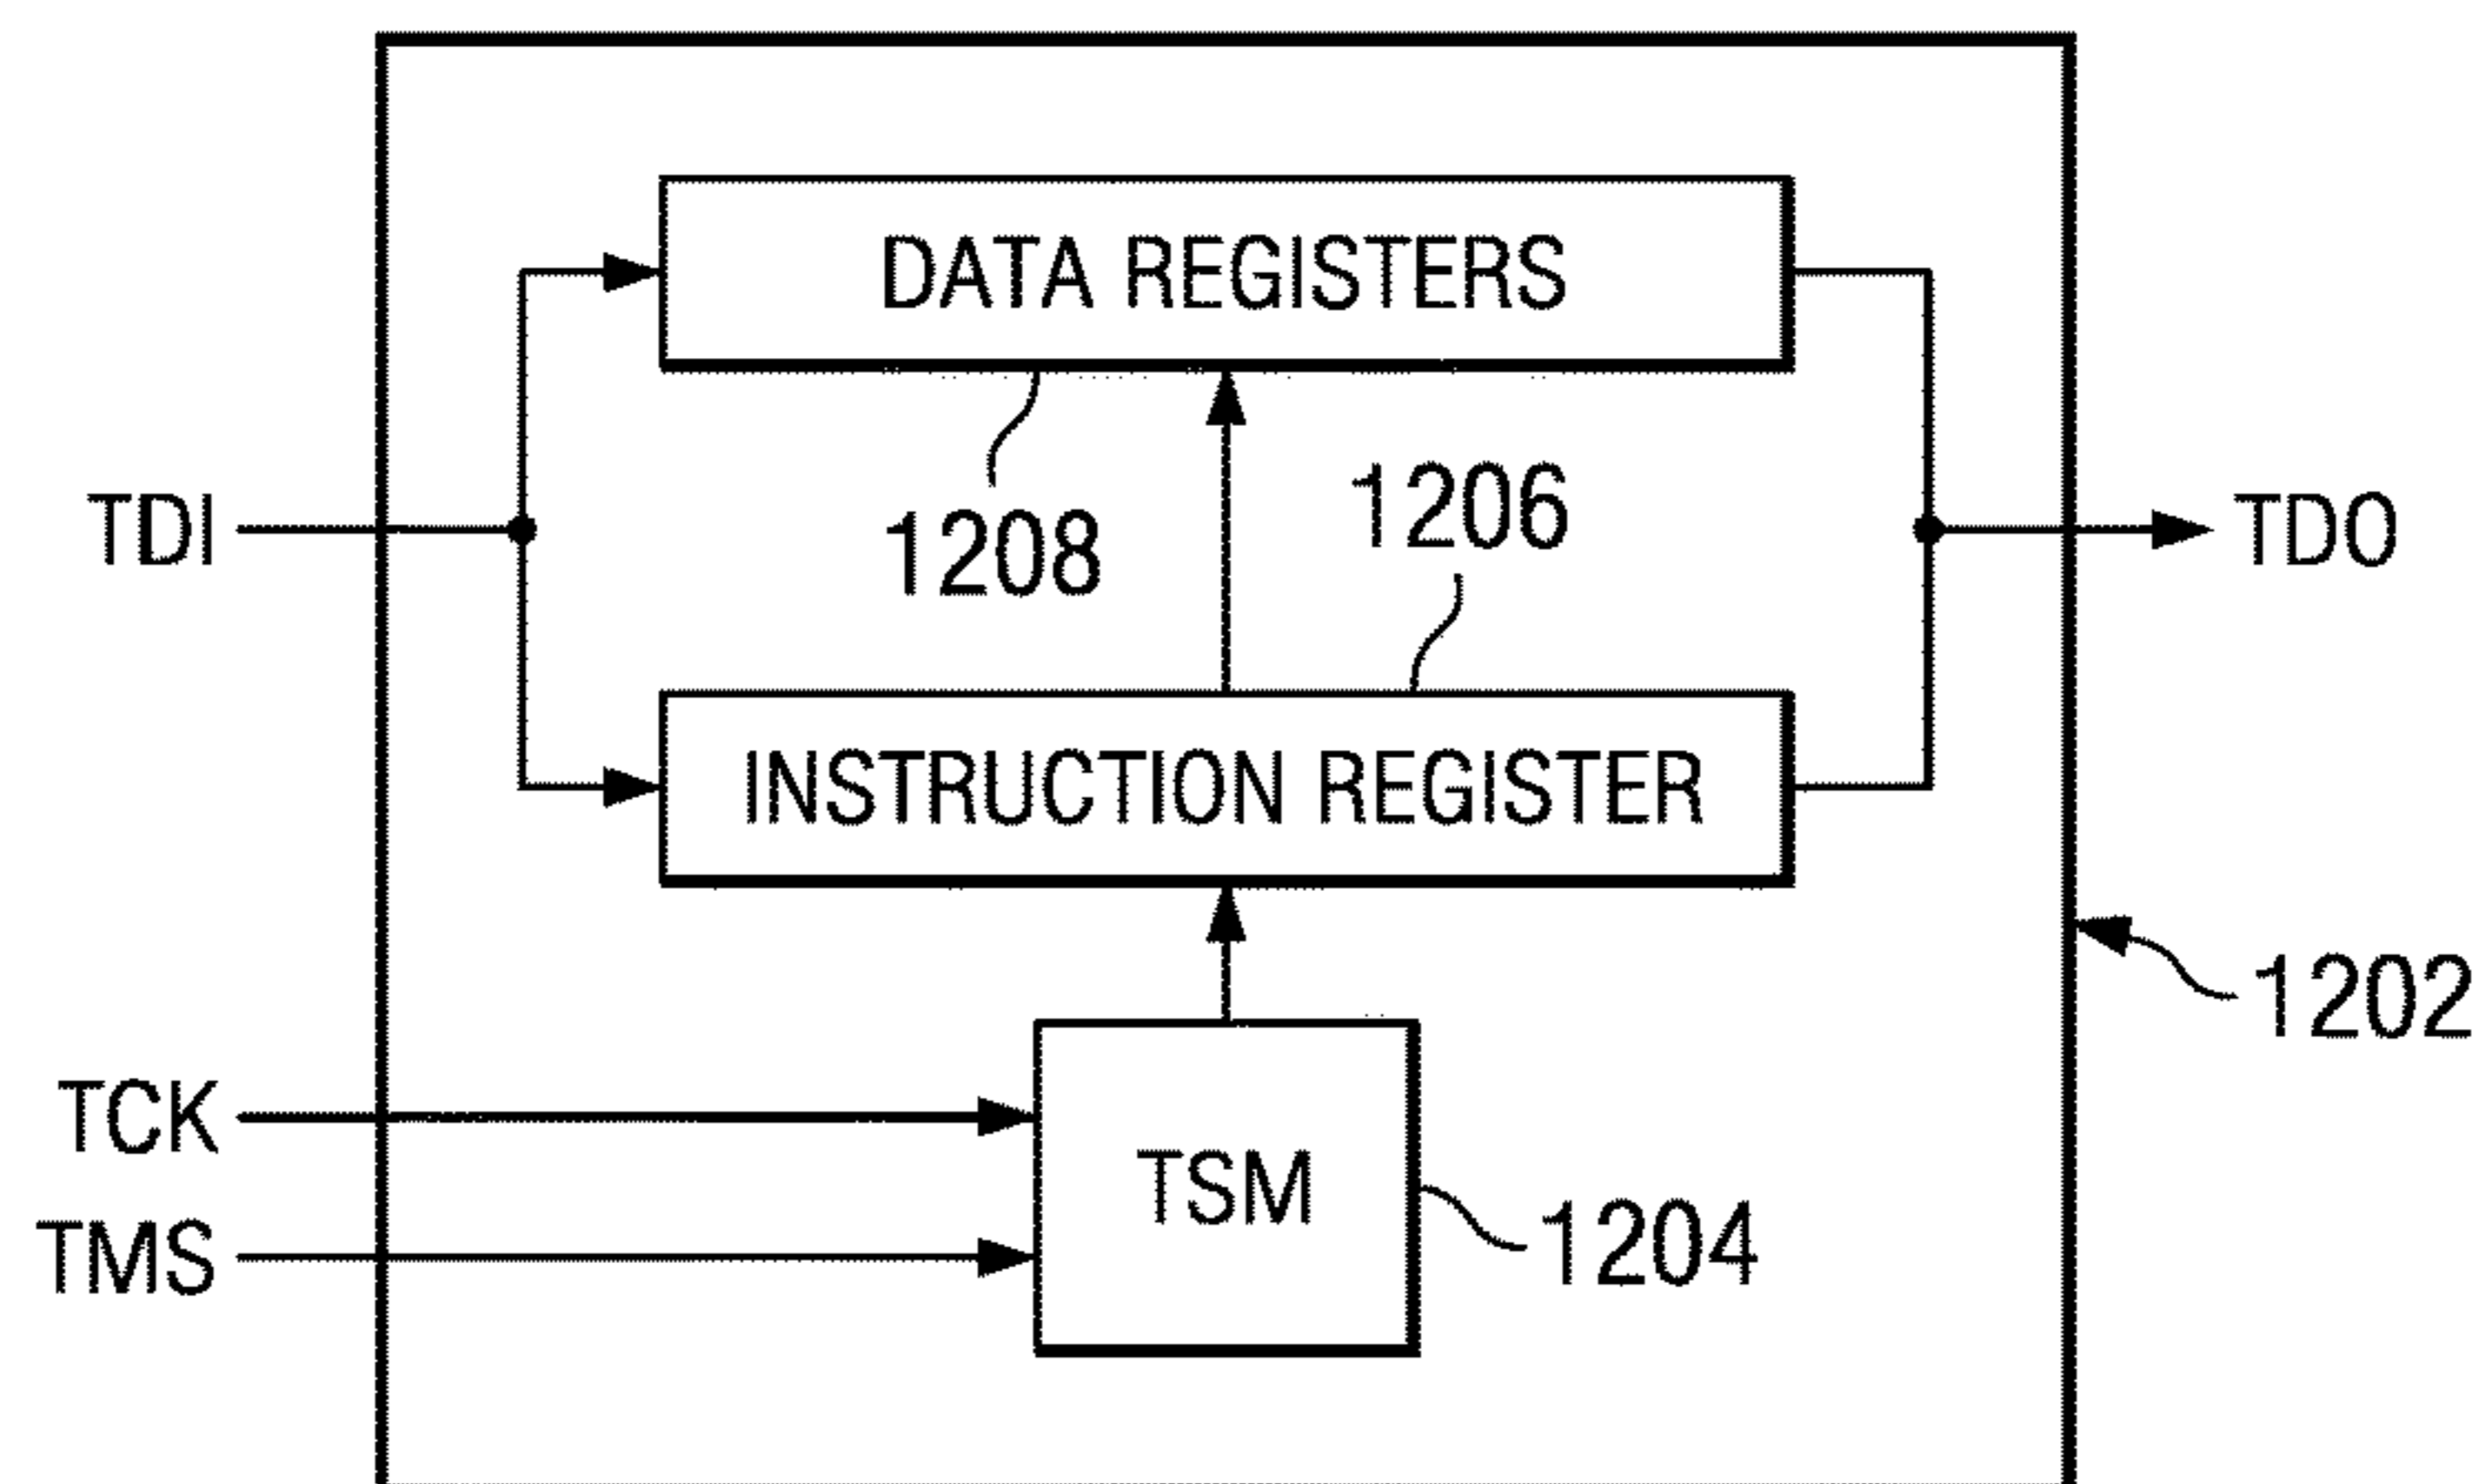 DATA REGISTERS
1206
TDI
1208
TDO
INSTRUCTION REGISTER
1202
TCK
TSM
TMS
1204